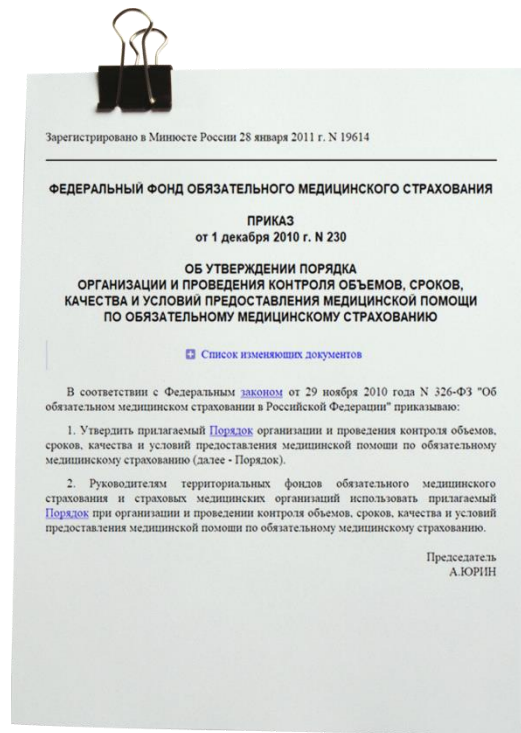 Зарегистрировано в Минюсте России 28 января 2011 г. N 19614
ФЕДЕРАЛЬНЫЙ ФОНД ОБЯЗАТЕЛЬНОГО МЕДИЦИНСКОГО СТРАХОВАНИЯ
ПРИКАЗ
от 1 декабря 2010 г. N 230
ОБ УТВЕРЖДЕНИИ ПОРЯДКА
ОРГАНИЗАЦИИ И ПРОВЕДЕНИЯ КОНТРОЛЯ ОБЪЕМОВ, СРОКОВ,
КАЧЕСТВА И УСЛОВИЙ ПРЕДОСТАВЛЕНИЯ МЕДИЦИНСКОЙ ПОМОЩИ
ПО ОБЯЗАТЕЛЬНОМУ МЕДИЦИНСКОМУ СТРАХОВАНИЮ
Список изменяющих документов
В соответствии с Федеральным законом от 29 ноября 2010 года N 326-ФЗ "Об
обязательном медицинском страховании в Российской Федерации" приказываю:
1. Утвердить прилагаемый Порядок организации и проведения контроля объемов,
сроков, качества и условий предоставления медицинской помощи по обязательному
медицинскому страхованию (далее - Порядок).
2. Руководителям территориальных фондов обязательного медицинского
страхования и страховых медицинских организаций использовать прилагаемый
Порядок при организации и проведении контроля объемов, сроков, качества и условий
предоставления медицинской помощи по обязательному медицинскому страхованию.
Председатель
А.ЮРИН